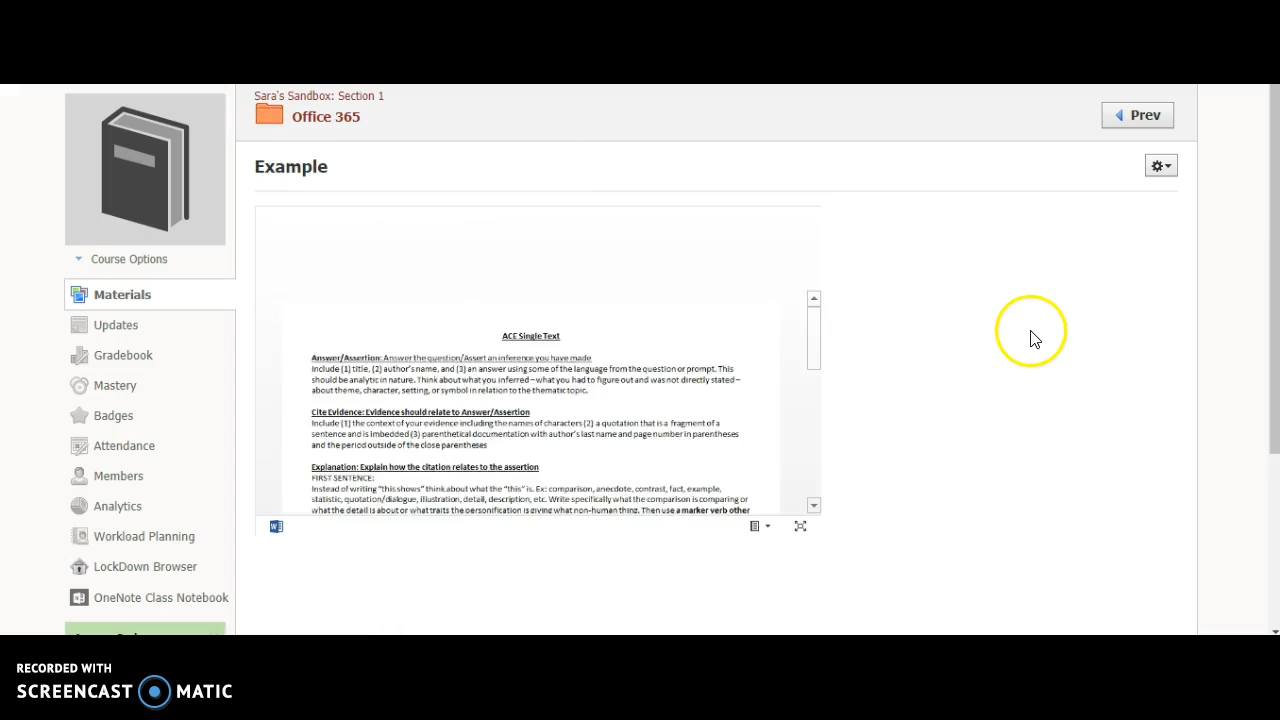 Sara's Sandbox: Section 1
Office 365
Prev
Example
Course Options
Materials
Updates
Gradebook
Mastery
Badges
Attendance
Members
Analytics
Workload Planning
LockDown Browser
OneNote Class Notebook
ACE Single Text
Answer/Assertion: Answer the question/Assert an inference you have made
Include (1) title, (2) author's name, and (3) an answer using some of the language from the question or prompt. This
should be analytic in nature. Think about what you inferred – what you had to figure out and was not directly stated –
about theme, character, setting, or symbol in relation to the thematic topic.
Cite Evidence: Evidence should relate to Answer/Assertion
Include (1) the context of your evidence including the names of characters (2) a quotation that is a fragment of a
sentence and is imbedded (3) parenthetical documentation with author's last name and page number in parentheses
and the period outside of the close parentheses
Explanation: Explain how the citation relates to the assertion
FIRST SENTENCE:
Instead of writing "this shows" think about what the "this" is. Ex: comparison, anecdote, contrast, fact, example,
statistic, quotation/dialogue, illustration, detail, description, etc. Write specifically what the comparison is comparing or
what the detail is about or what traits the personification is giving what non-human thing. Then use a marker verb other
RECORDED WITH
SCREENCAST MATIC